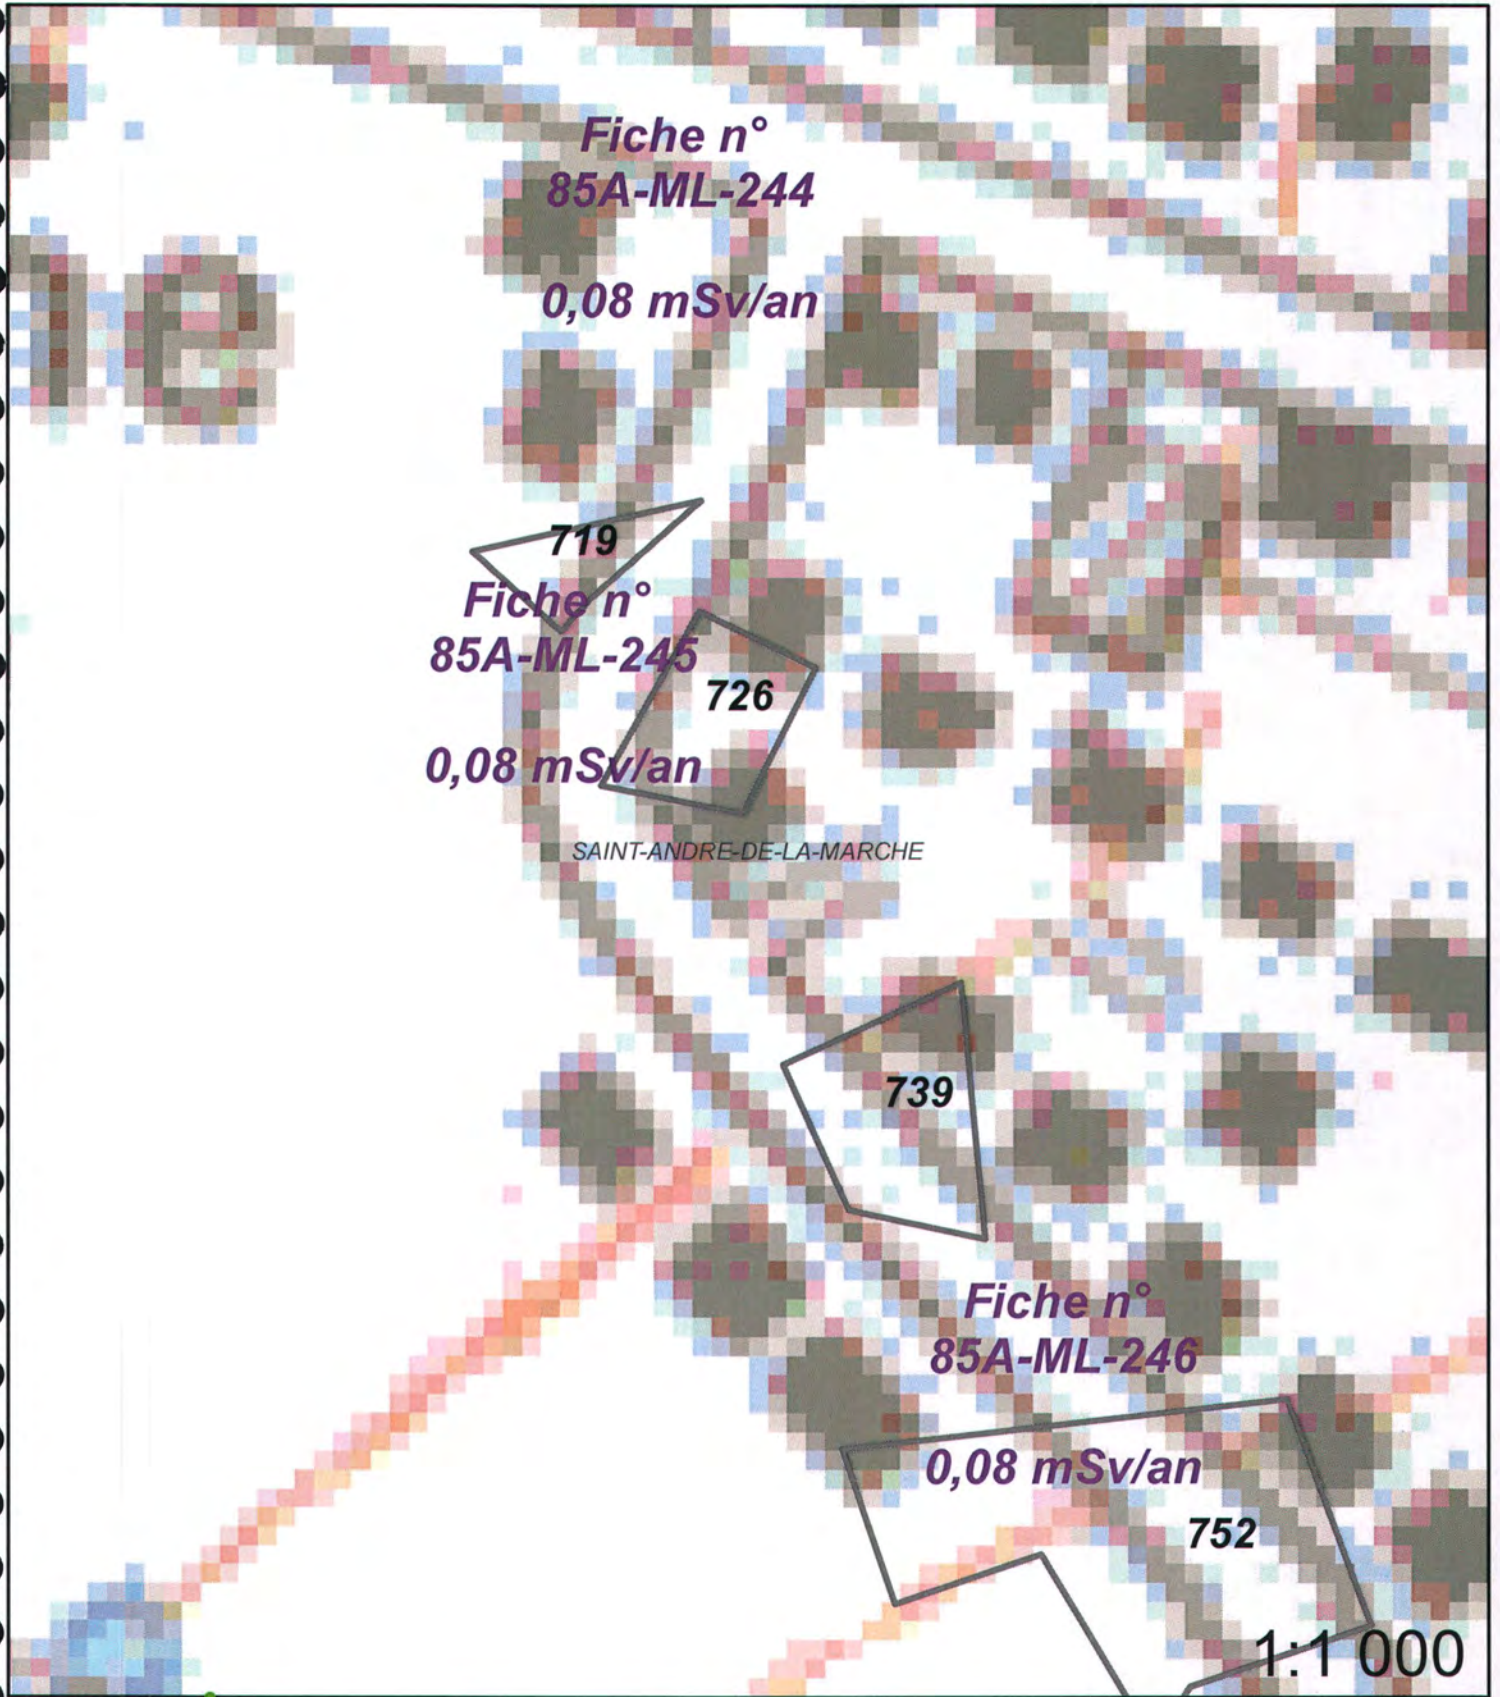 Fiche n°
85A-ML-244
0,08 mSv/an
719
Fiche n°
85A-ML-245
726
0,08 mSv/an
SAINT-ANDRE-DE-LA-MARCHE
739
Fiche n°
85A-ML-246
0,08 mSv/an
752
1:1 000